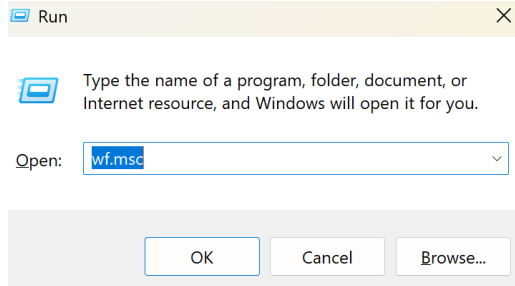 Run
Type the name of a program, folder, document, or
Internet resource, and Windows will open it for you.
Open: wf.msc
OK Cancel Browse...